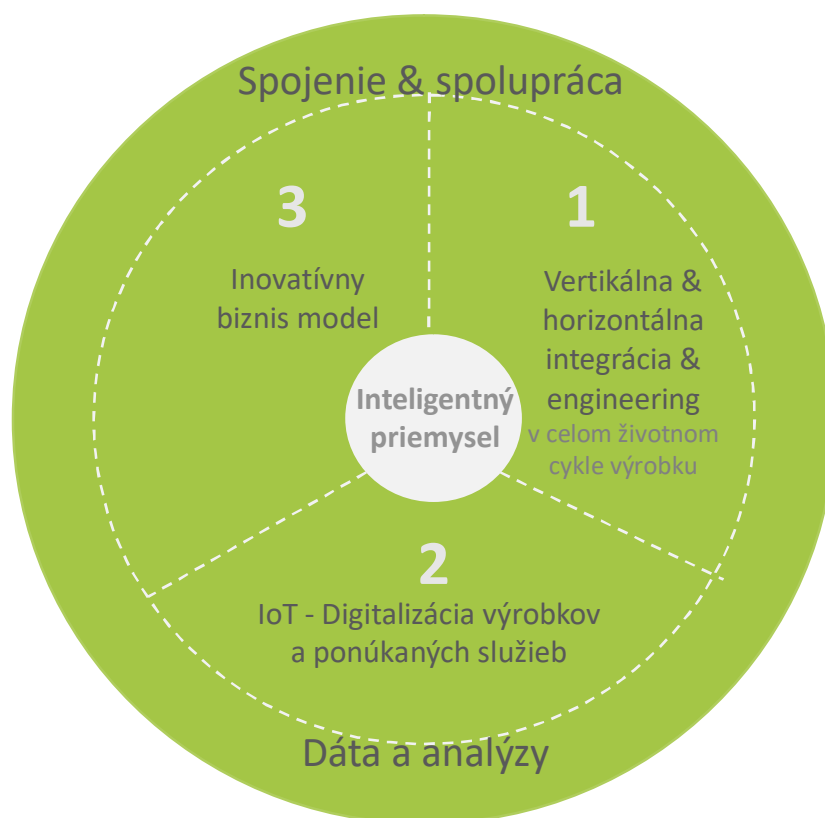 Spojenie & spolupráca
3
Inovatívny
biznis model
1
Vertikálna &
horizontálna
integrácia &
engineering
v celom životnom
cykle výrobku
Inteligentný
priemysel
2
IoT - Digitalizácia výrobkov
a ponúkaných služieb
Dáta a analýzy